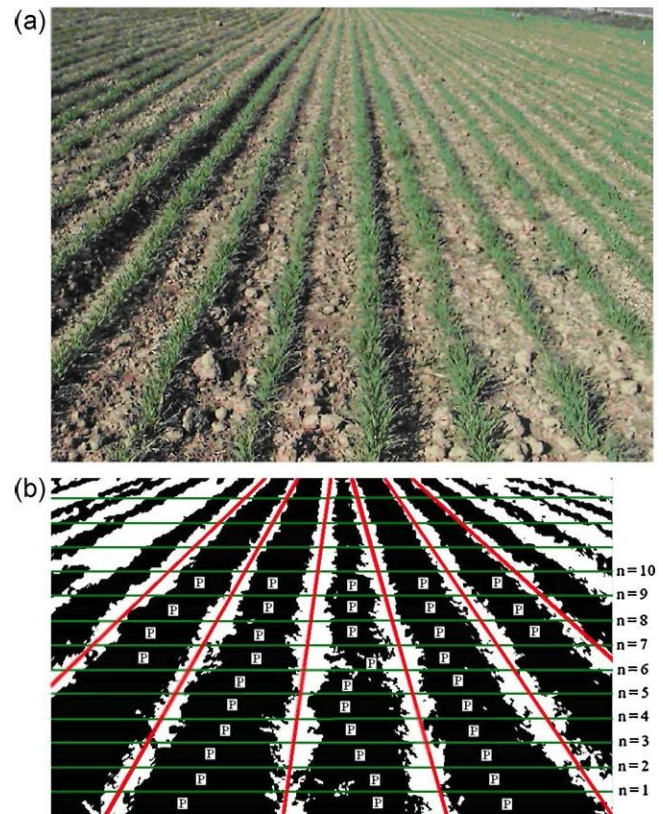 (a)
(b)
n = 10
P P P P P
n = 9
P P P P P
n = 8
P P P P P
n = 7
P P P P
n = 6
P P P
n = 5
P P P
n = 4
P P P
n = 3
P P P
n = 2
P P P
n = 1
P P P